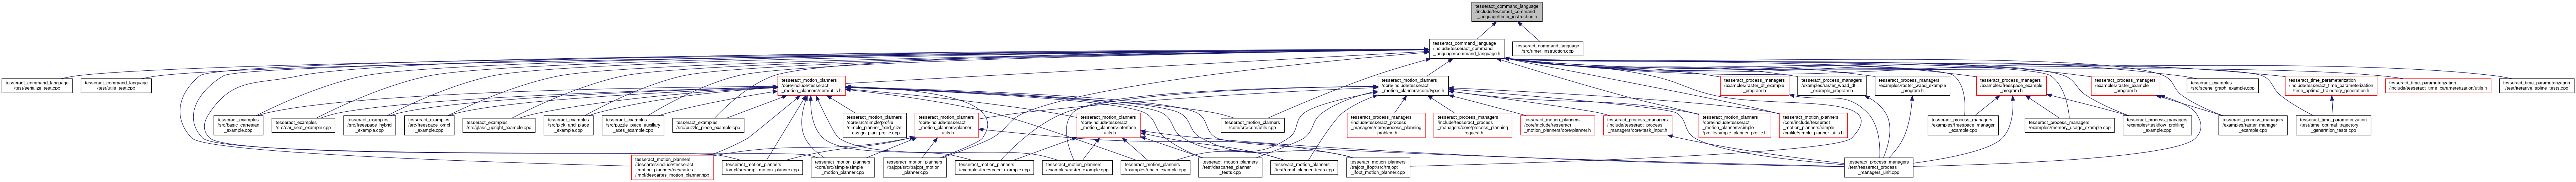 tesseract_command_language
/include/tesseract_command
_language/timer_instruction.h
tesseract_command_language
/include/tesseract_command
_language/command_language.h
tesseract_command_language
/src/timer_instruction.cpp
tesseract_command_language
/test/serialize_test.cpp
tesseract_command_language
/test/utils_test.cpp
tesseract_motion_planners
/core/include/tesseract
_motion_planners/core/utils.h
tesseract_motion_planners
/core/include/tesseract
_motion_planners/core/types.h
tesseract_process_managers
/examples/raster_dt_example
_program.h
tesseract_process_managers
/examples/raster_waad_dt
_example_program.h
tesseract_process_managers
/examples/raster_waad_example
_program.h
tesseract_process_managers
/examples/freespace_example
_program.h
tesseract_process_managers
/examples/raster_example
_program.h
tesseract_examples
/src/scene_graph_example.cpp
tesseract_time_parameterization
/include/tesseract_time_parameterization
/time_optimal_trajectory_generation.h
tesseract_time_parameterization
/include/tesseract_time_parameterization/utils.h
tesseract_time_parameterization
/test/iterative_spline_tests.cpp
tesseract_examples
/src/basic_cartesian
_example.cpp
tesseract_examples
/src/car_seat_example.cpp
tesseract_examples
/src/freespace_hybrid
_example.cpp
tesseract_examples
/src/freespace_ompl
_example.cpp
tesseract_examples
/src/glass_upright_example.cpp
tesseract_examples
/src/pick_and_place
_example.cpp
tesseract_examples
/src/puzzle_piece_auxillary
_axes_example.cpp
tesseract_examples
/src/puzzle_piece_example.cpp
tesseract_motion_planners
/core/src/simple/profile
/simple_planner_fixed_size
_assign_plan_profile.cpp
tesseract_motion_planners
/core/include/tesseract
_motion_planners/planner
_utils.h
tesseract_motion_planners
/core/include/tesseract
_motion_planners/interface
_utils.h
tesseract_motion_planners
/core/src/core/utils.cpp
tesseract_process_managers
/include/tesseract_process
_managers/core/process_planning
_problem.h
tesseract_process_managers
/include/tesseract_process
_managers/core/process_planning
_request.h
tesseract_motion_planners
/core/include/tesseract
_motion_planners/core/planner.h
tesseract_process_managers
/include/tesseract_process
_managers/core/task_input.h
tesseract_motion_planners
/core/include/tesseract
_motion_planners/simple
/profile/simple_planner_profile.h
tesseract_motion_planners
/core/include/tesseract
_motion_planners/simple
/profile/simple_planner_utils.h
tesseract_process_managers
/examples/freespace_manager
_example.cpp
tesseract_process_managers
/examples/memory_usage_example.cpp
tesseract_process_managers
/examples/taskflow_profiling
_example.cpp
tesseract_process_managers
/examples/raster_manager
_example.cpp
tesseract_time_parameterization
/test/time_optimal_trajectory
_generation_tests.cpp
tesseract_motion_planners
/descartes/include/tesseract
_motion_planners/descartes
/impl/descartes_motion_planner.hpp
tesseract_motion_planners
/ompl/src/ompl_motion_planner.cpp
tesseract_motion_planners
/core/src/simple/simple
_motion_planner.cpp
tesseract_motion_planners
/trajopt/src/trajopt_motion
_planner.cpp
tesseract_motion_planners
/examples/freespace_example.cpp
tesseract_motion_planners
/examples/raster_example.cpp
tesseract_motion_planners
/examples/chain_example.cpp
tesseract_motion_planners
/test/descartes_planner
_tests.cpp
tesseract_motion_planners
/test/ompl_planner_tests.cpp
tesseract_motion_planners
/trajopt_ifopt/src/trajopt
_ifopt_motion_planner.cpp
tesseract_process_managers
/test/tesseract_process
_managers_unit.cpp